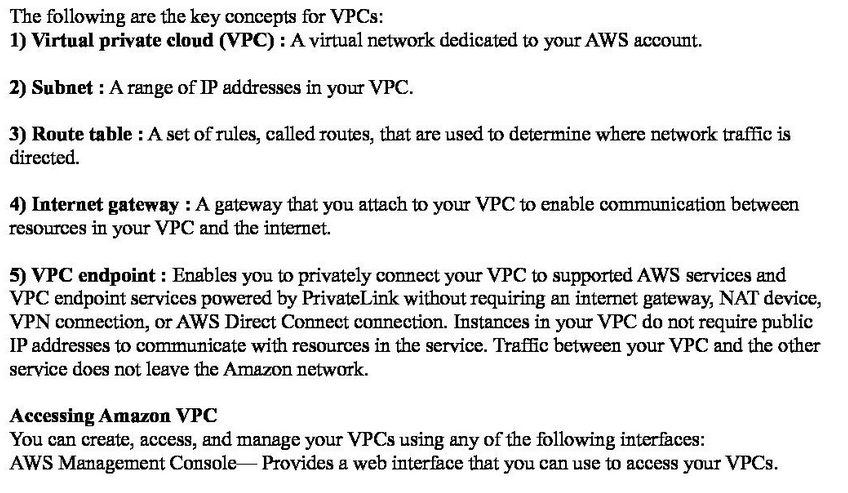 The following are the key concepts for VPCs:
1) Virtual private cloud (VPC) : A virtual network dedicated to your AWS account.
2) Subnet : A range of IP addresses in your VPC.
3) Route table : A set of rules, called routes, that are used to determine where network traffic is
directed.
4) Internet gateway : A gateway that you attach to your VPC to enable communication between
resources in your VPC and the internet.
5) VPC endpoint : Enables you to privately connect your VPC to supported AWS services and
VPC endpoint services powered by PrivateLink without requiring an internet gateway, NAT device,
VPN connection, or AWS Direct Connect connection. Instances in your VPC do not require public
IP addresses to communicate with resources in the service. Traffic between your VPC and the other
service does not leave the Amazon network.
Accessing Amazon VPC
You can create, access, and manage your VPCs using any of the following interfaces:
AWS Management Console— Provides a web interface that you can use to access your VPCs.